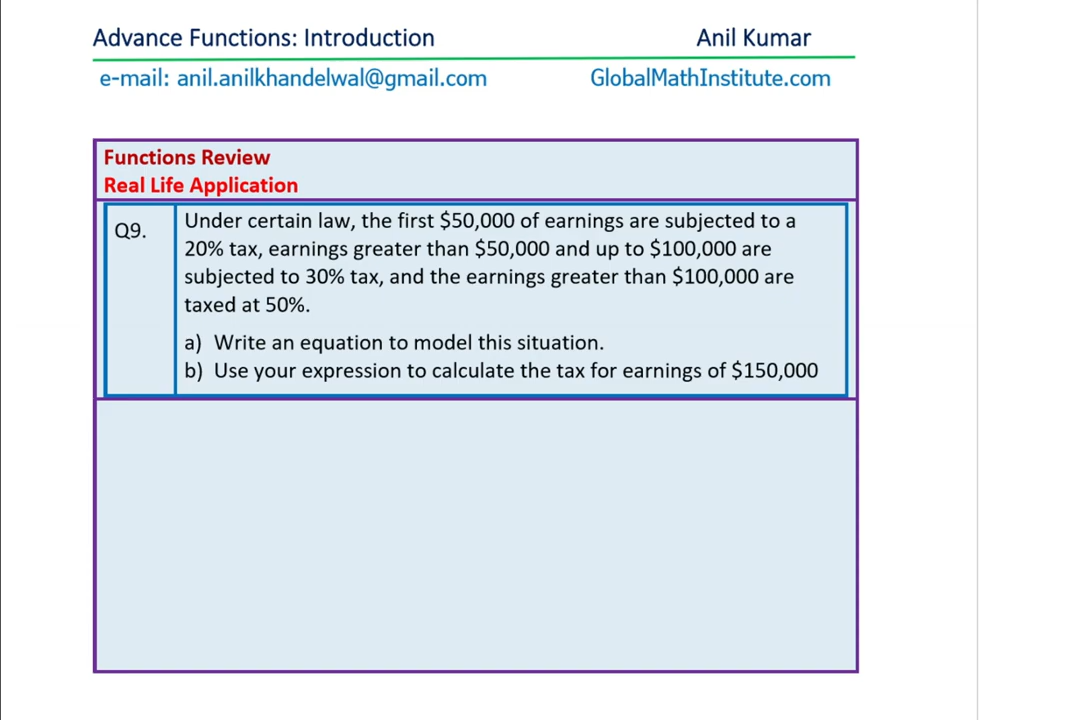 Advance Functions: Introduction Anil Kumar
e-mail: anil.anilkhandelwal@gmail.com GlobalMathInstitute.com
Functions Review
Real Life Application
Q9. Under certain law, the first $50,000 of earnings are subjected to a
20% tax, earnings greater than $50,000 and up to $100,000 are
subjected to 30% tax, and the earnings greater than $100,000 are
taxed at 50%.
a) Write an equation to model this situation.
b) Use your expression to calculate the tax for earnings of $150,000